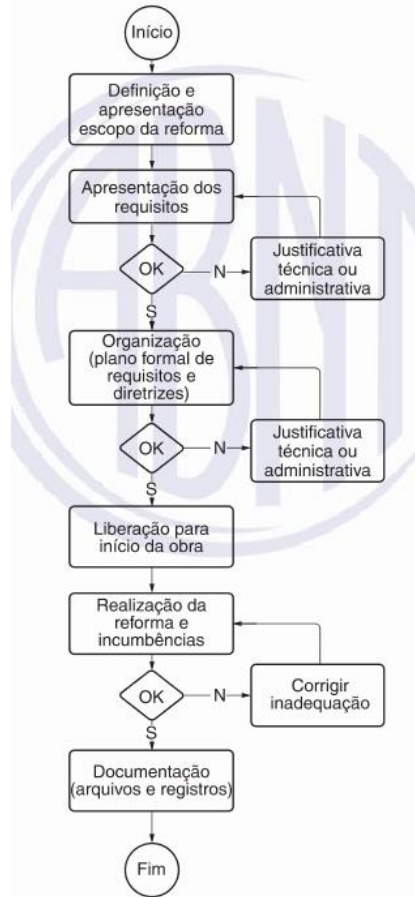 Início
Definição e
apresentação
escopo da reforma
Apresentação dos
requisitos
OK
N
Justificativa
técnica ou
administrativa
S
Organização
(plano formal de
requisitos e
diretrizes)
OK
N
Justificativa
técnica ou
administrativa
S
Liberação para
início da obra
Realização da
reforma e
incumbências
OK
N
Corrigir
inadequação
S
Documentação
(arquivos e registros)
Fim
ABNT